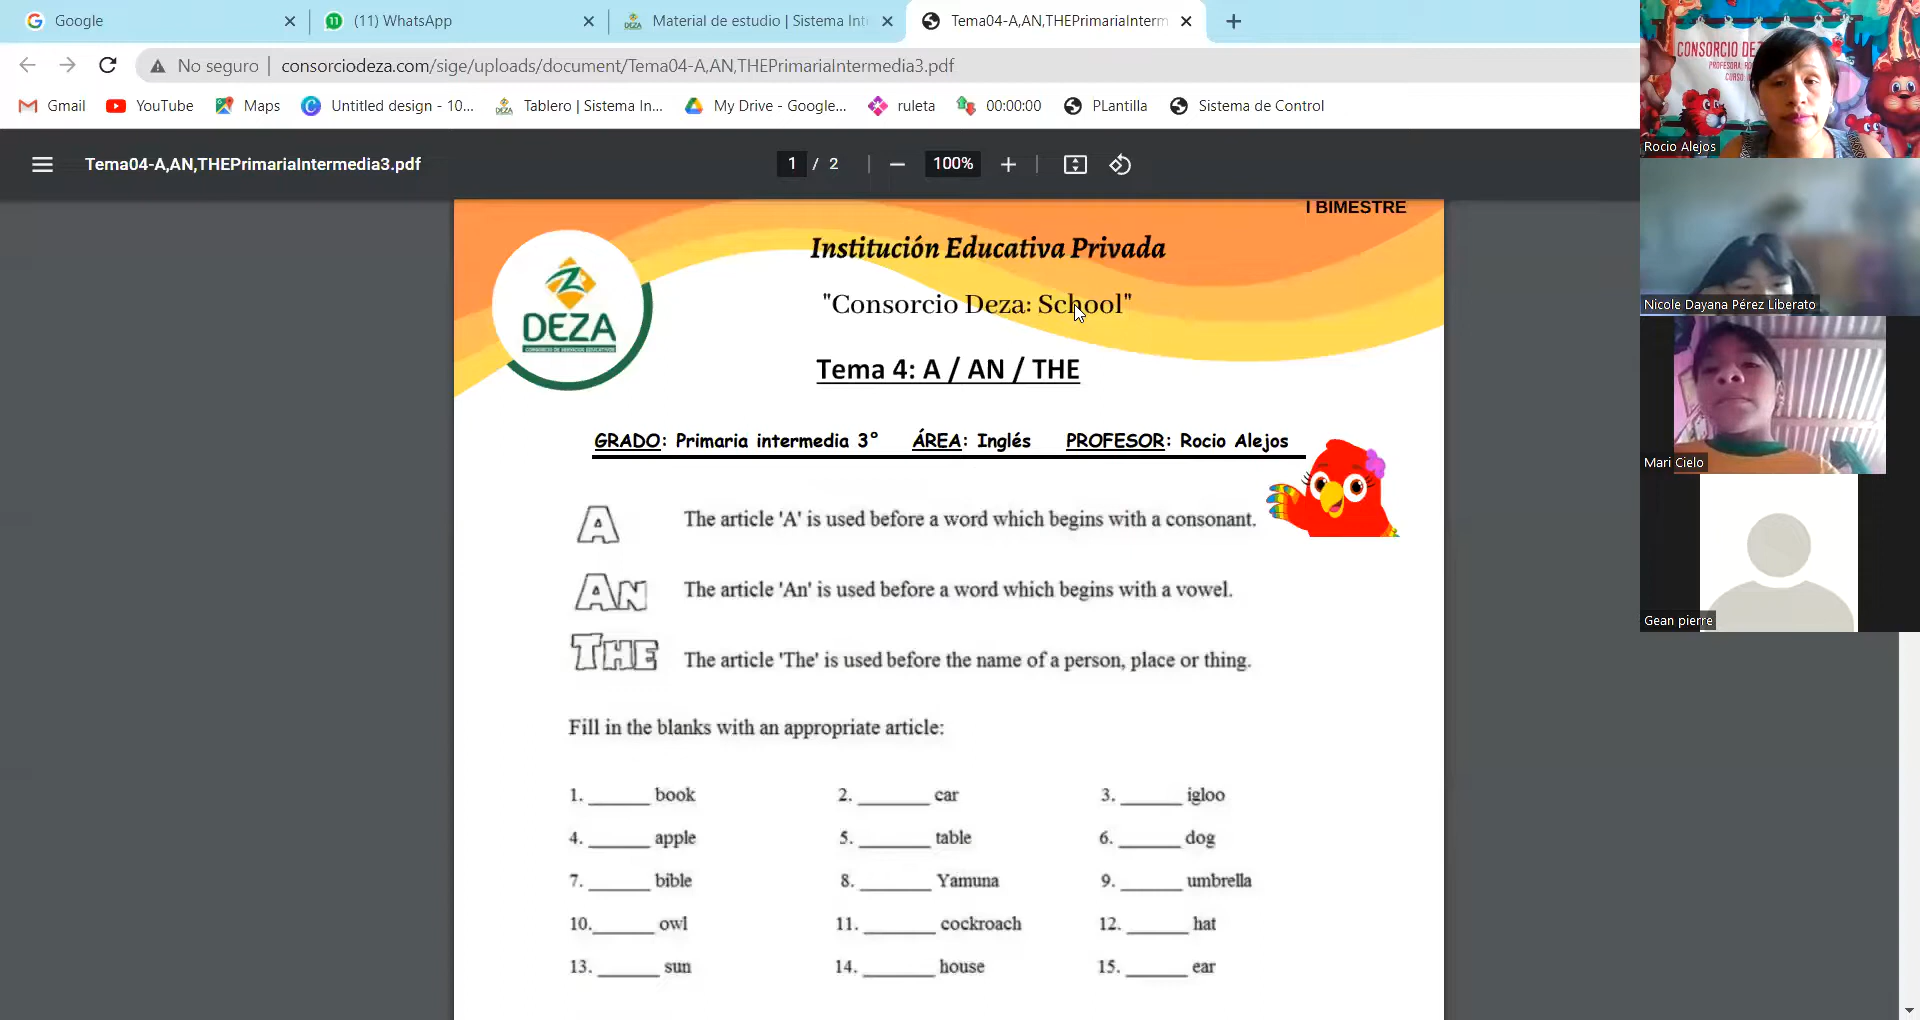 Google
(11) WhatsApp
Material de estudio | Sistema Int
Tema04-A,AN,THEPrimariaInterm
No seguro | consorciodeza.com/sige/uploads/document/Tema04-A,AN,THEPrimariaIntermedia3.pdf
Gmail YouTube Maps Untitled design - 10... Tablero | Sistema In... My Drive - Google... ruleta 00:00:00 PLantilla Sistema de Control
Tema04-A,AN,THEPrimariaIntermedia3.pdf 1 / 2 100%
I BIMESTRE
Institución Educativa Privada
"Consorcio Deza: School"
DEZA
CONSORCIO DE SERVICIOS EDUCATIVOS
Tema 4: A / AN / THE
GRADO: Primaria intermedia 3° ÁREA: Inglés PROFESOR: Rocio Alejos
A The article 'A' is used before a word which begins with a consonant.
AN The article 'An' is used before a word which begins with a vowel.
THE The article 'The' is used before the name of a person, place or thing.
Fill in the blanks with an appropriate article:
1. ______ book 2. ______ car 3. ______ igloo
4. ______ apple 5. ______ table 6. ______ dog
7. ______ bible 8. ______ Yamuna 9. ______ umbrella
10. ______ owl 11. ______ cockroach 12. ______ hat
13. ______ sun 14. ______ house 15. ______ ear
CONSORCIO DE
Rocio Alejos
Nicole Dayana Pérez Liberato
Mari Cielo
Gean pierre